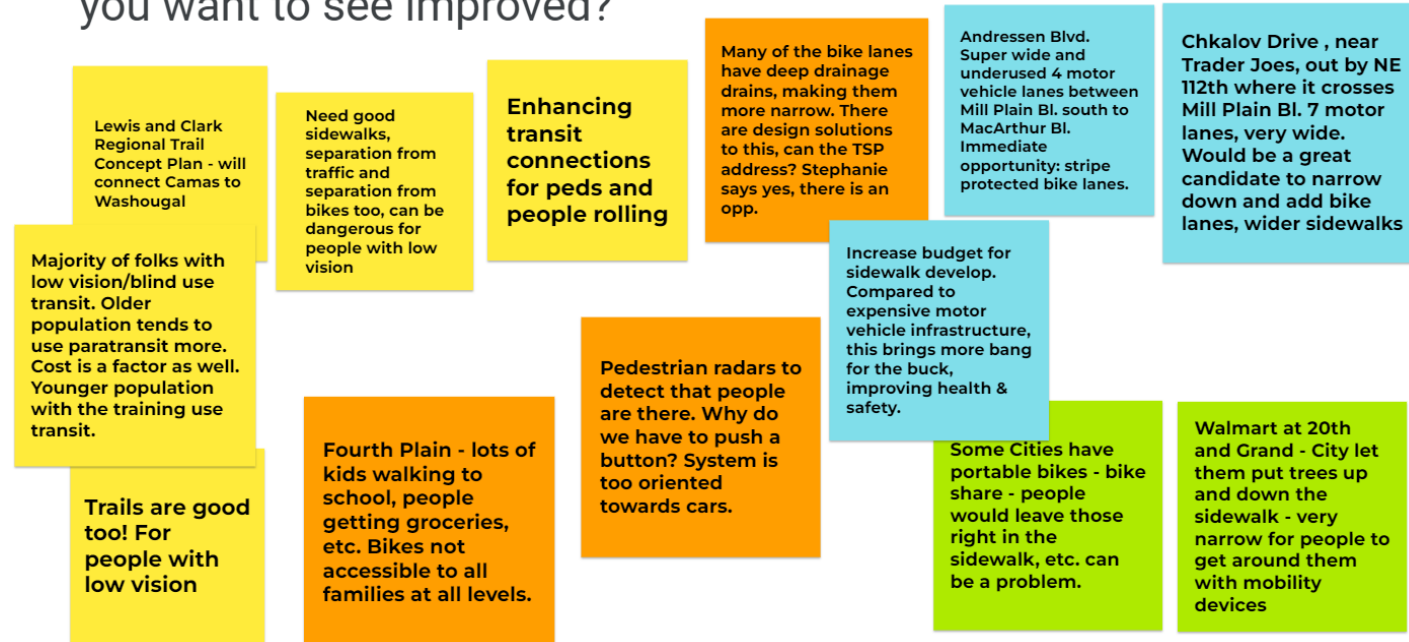 you want to see improved?
Lewis and Clark
Regional Trail
Concept Plan - will
connect Camas to
Washougal
Need good
sidewalks,
separation from
traffic and
separation from
bikes too, can be
dangerous for
people with low
vision
Enhancing
transit
connections
for peds and
people rolling
Many of the bike lanes
have deep drainage
drains, making them
more narrow. There
are design solutions
to this, can the TSP
address? Stephanie
says yes, there is an
opp.
Andressen Blvd.
Super wide and
underused 4 motor
vehicle lanes between
Mill Plain Bl. south to
MacArthur Bl.
Immediate
opportunity: stripe
protected bike lanes.
Chkalov Drive , near
Trader Joes, out by NE
112th where it crosses
Mill Plain Bl. 7 motor
lanes, very wide.
Would be a great
candidate to narrow
down and add bike
lanes, wider sidewalks
Majority of folks with
low vision/blind use
transit. Older
population tends to
use paratransit more.
Cost is a factor as well.
Younger population
with the training use
transit.
Increase budget for
sidewalk develop.
Compared to
expensive motor
vehicle infrastructure,
this brings more bang
for the buck,
improving health &
safety.
Pedestrian radars to
detect that people
are there. Why do
we have to push a
button? System is
too oriented
towards cars.
Trails are good
too! For
people with
low vision
Fourth Plain - lots of
kids walking to
school, people
getting groceries,
etc. Bikes not
accessible to all
families at all levels.
Some Cities have
portable bikes - bike
share - people
would leave those
right in the
sidewalk, etc. can
be a problem.
Walmart at 20th
and Grand - City let
them put trees up
and down the
sidewalk - very
narrow for people to
get around them
with mobility
devices